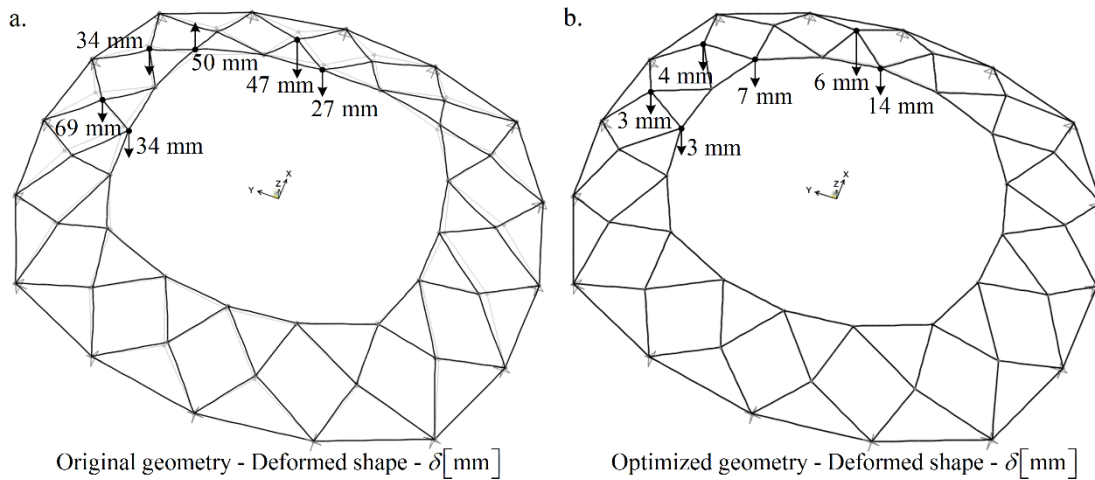 a.
34 mm
50 mm
47 mm
27 mm
69 mm
34 mm
Y
Z
X
Original geometry - Deformed shape - δ[mm]
b.
4 mm
7 mm
6 mm
14 mm
3 mm
3 mm
Y
Z
X
Optimized geometry - Deformed shape - δ[mm]